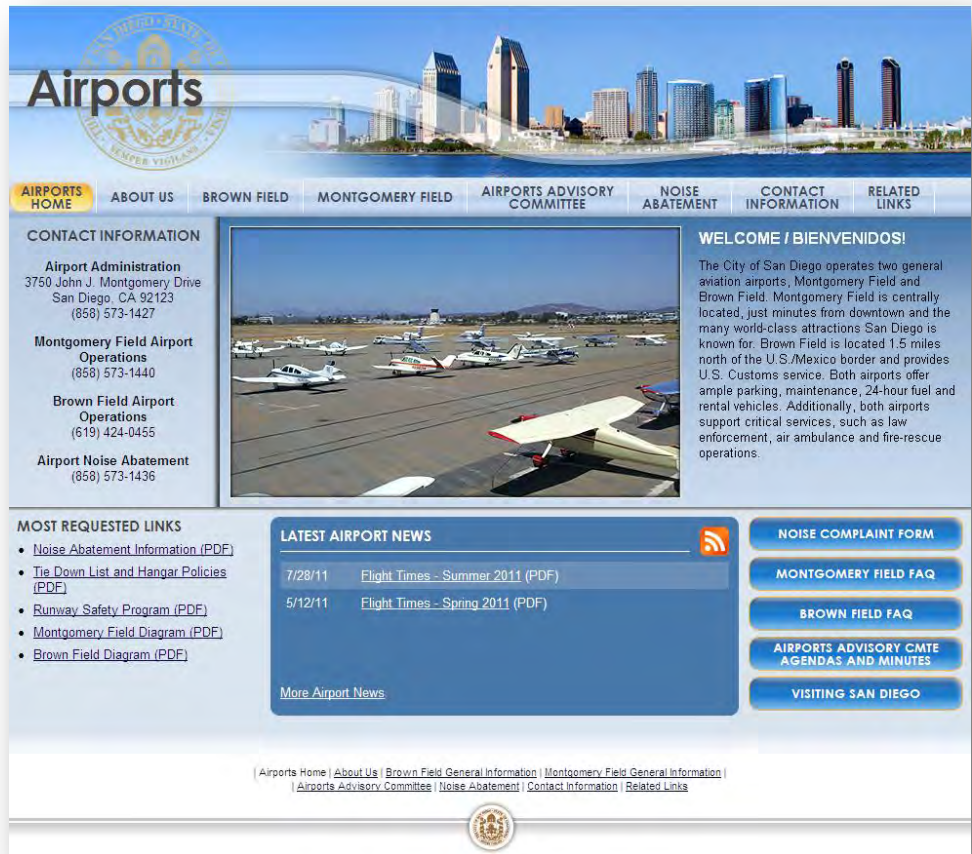 Airports
SEMPER VIGILANS
AIRPORTS HOME
ABOUT US
BROWN FIELD
MONTGOMERY FIELD
AIRPORTS ADVISORY COMMITTEE
NOISE ABATEMENT
CONTACT INFORMATION
RELATED LINKS
CONTACT INFORMATION
Airport Administration
3750 John J. Montgomery Drive
San Diego, CA 92123
(858) 573-1427
Montgomery Field Airport
Operations
(858) 573-1440
Brown Field Airport
Operations
(619) 424-0455
Airport Noise Abatement
(858) 573-1436
WELCOME / BIENVENIDOS!
The City of San Diego operates two general
aviation airports, Montgomery Field and
Brown Field. Montgomery Field is centrally
located, just minutes from downtown and the
many world-class attractions San Diego is
known for. Brown Field is located 1.5 miles
north of the U.S./Mexico border and provides
U.S. Customs service. Both airports offer
ample parking, maintenance, 24-hour fuel and
rental vehicles. Additionally, both airports
support critical services, such as law
enforcement, air ambulance and fire-rescue
operations.
MOST REQUESTED LINKS
• Noise Abatement Information (PDF)
• Tie Down List and Hangar Policies
(PDF)
• Runway Safety Program (PDF)
• Montgomery Field Diagram (PDF)
• Brown Field Diagram (PDF)
LATEST AIRPORT NEWS
7/28/11 Flight Times - Summer 2011 (PDF)
5/12/11 Flight Times - Spring 2011 (PDF)
More Airport News
NOISE COMPLAINT FORM
MONTGOMERY FIELD FAQ
BROWN FIELD FAQ
AIRPORTS ADVISORY CMTE
AGENDAS AND MINUTES
VISITING SAN DIEGO
| Airports Home | About Us | Brown Field General Information | Montgomery Field General Information |
| Airports Advisory Committee | Noise Abatement | Contact Information | Related Links